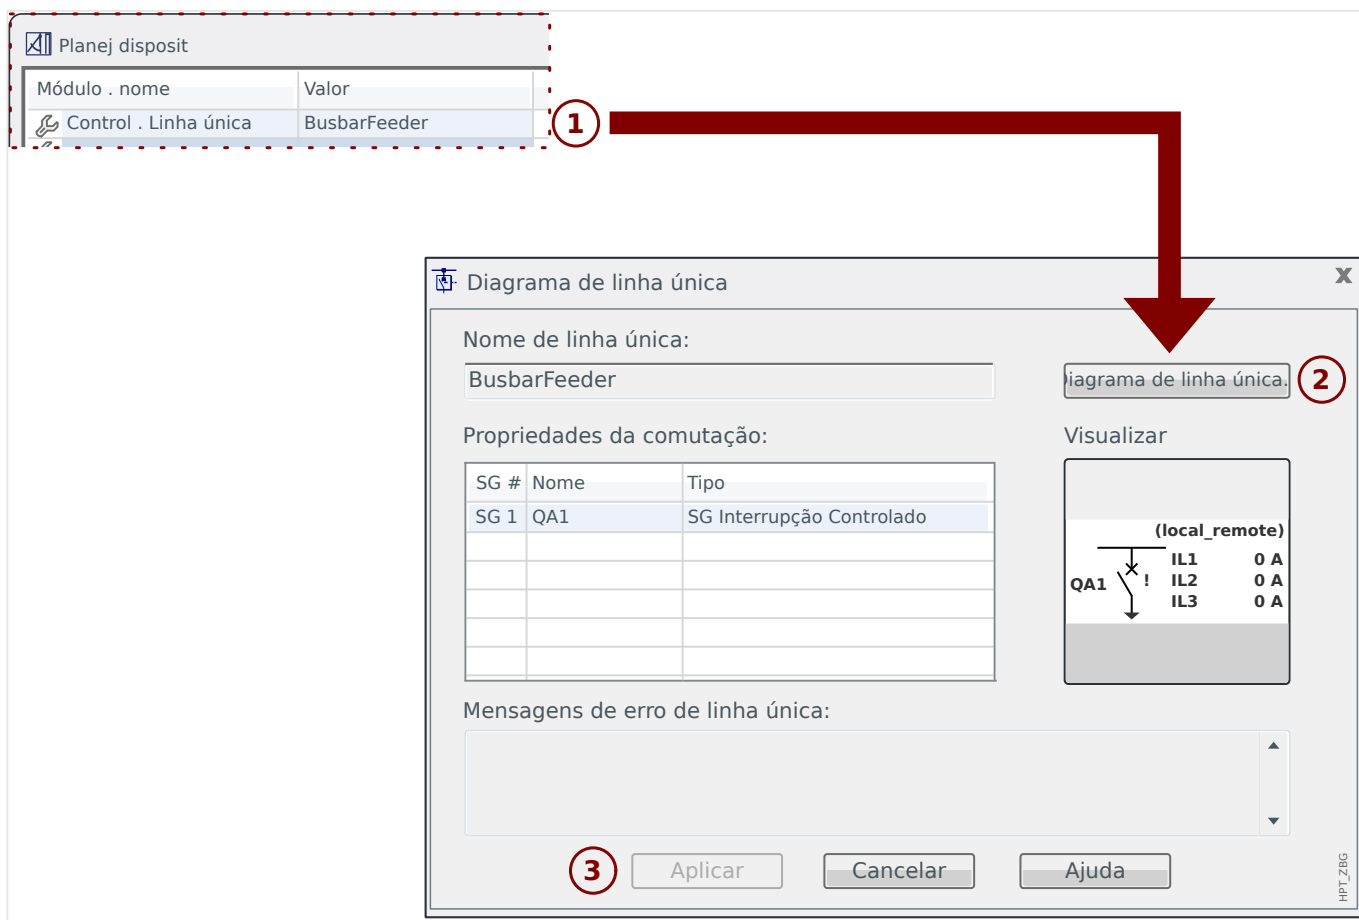 Planej disposit
Módulo . nome Valor
Control . Linha única BusbarFeeder
1
Diagrama de linha única x
Nome de linha única:
BusbarFeeder
iagrama de linha única. 2
Propriedades da comutação: Visualizar
SG # Nome Tipo
SG 1 QA1 SG Interrupção Controlado
(local_remote)
IL1 0 A
QA1 ! IL2 0 A
IL3 0 A
Mensagens de erro de linha única:
3 Aplicar Cancelar Ajuda
HPT_ZBG